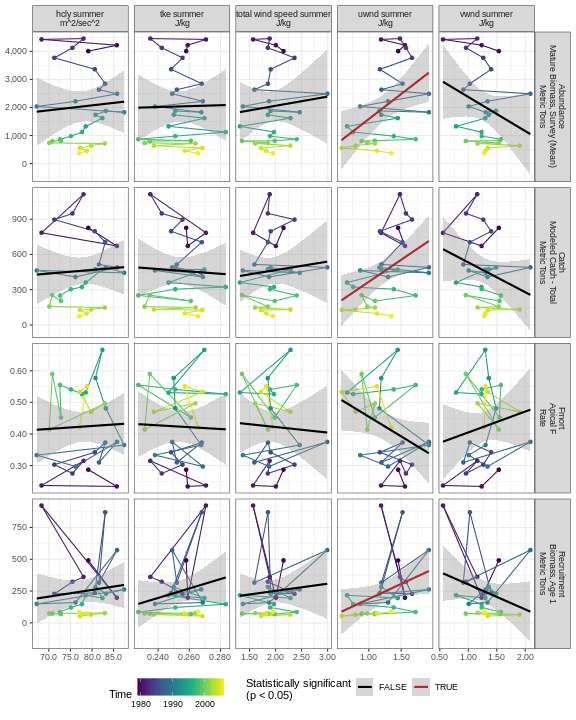 hcly summer
m^2/sec^2
tke summer
J/kg
total wind speed summer
J/kg
uwnd summer
J/kg
vwnd summer
J/kg
4,000
3,000
2,000
1,000
0
Abundance
Mature Biomass, Survey (Mean)
Metric Tons
900
600
300
0
Catch
Modeled Catch - Total
Metric Tons
0.60
0.50
0.40
0.30
Fmort
Apical F
Rate
750
500
250
0
Recruitment
Biomass, Age 1
Metric Tons
70.0 75.0 80.0 85.0
0.240 0.260 0.280
1.50 2.00 2.50 3.00
1.00 1.50
0.50 1.00 1.50 2.00
Time
1980 1990 2000
Statistically significant
(p < 0.05)
FALSE
TRUE